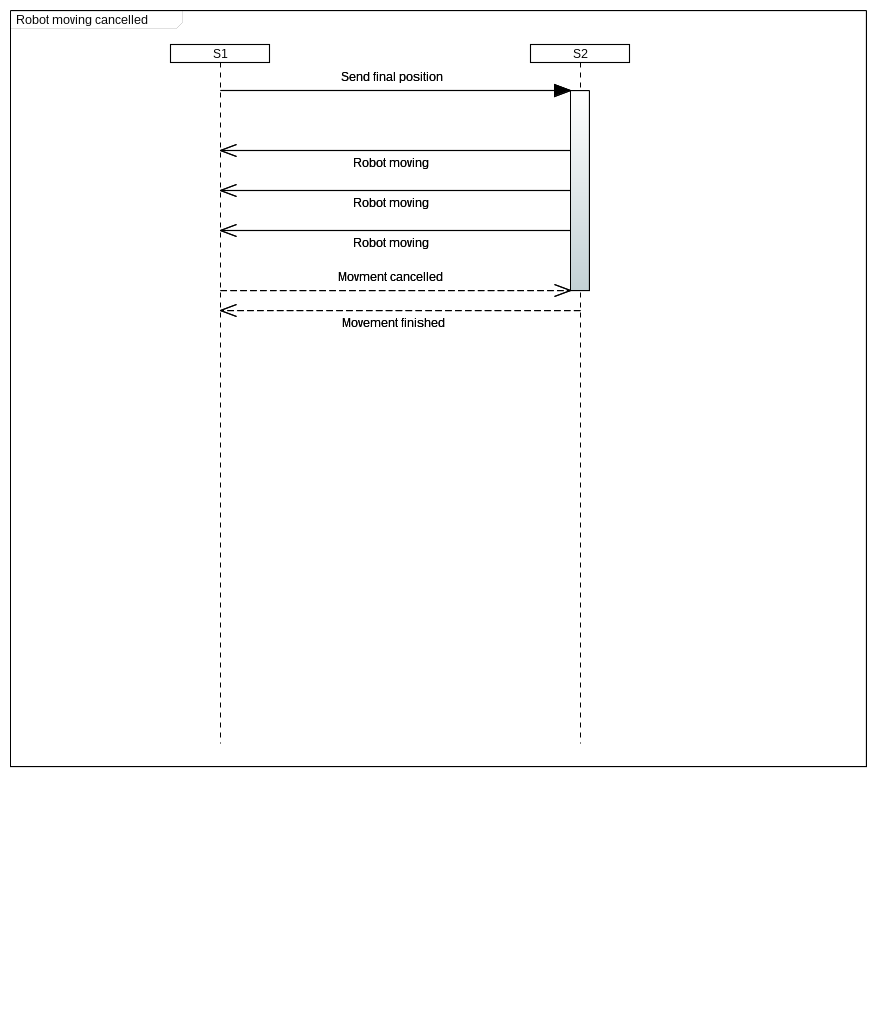 Robot moving cancelled
S1
S2
Send final position
Robot moving
Robot moving
Robot moving
Movment cancelled
Movement finished